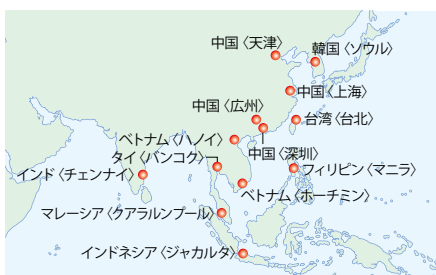 中国〈天津〉
韓国〈ソウル〉
中国〈上海〉
中国〈広州〉
台湾〈台北〉
ベトナム〈ハノイ〉
中国〈深圳〉
タイ〈バンコク〉
フィリピン〈マニラ〉
インド〈チェンナイ〉
ベトナム〈ホーチミン〉
マレーシア〈クアラルンプール〉
インドネシア〈ジャカルタ〉